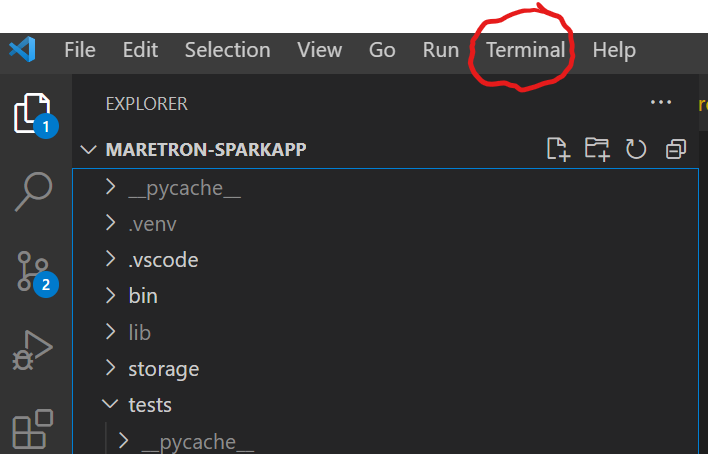 File Edit Selection View Go Run Terminal Help
EXPLORER
MARETRON-SPARKAPP
1
__pycache__
.venv
.vscode
2
bin
lib
storage
tests
__pycache__